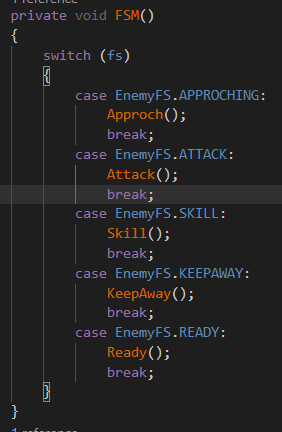 1 reference
private void FSM()
{
switch (fs)
{
case EnemyFS.APPROCHING:
Approch();
break;
case EnemyFS.ATTACK:
Attack();
break;
case EnemyFS.SKILL:
Skill();
break;
case EnemyFS.KEEPAWAY:
KeepAway();
break;
case EnemyFS.READY:
Ready();
break;
}
}
1 reference